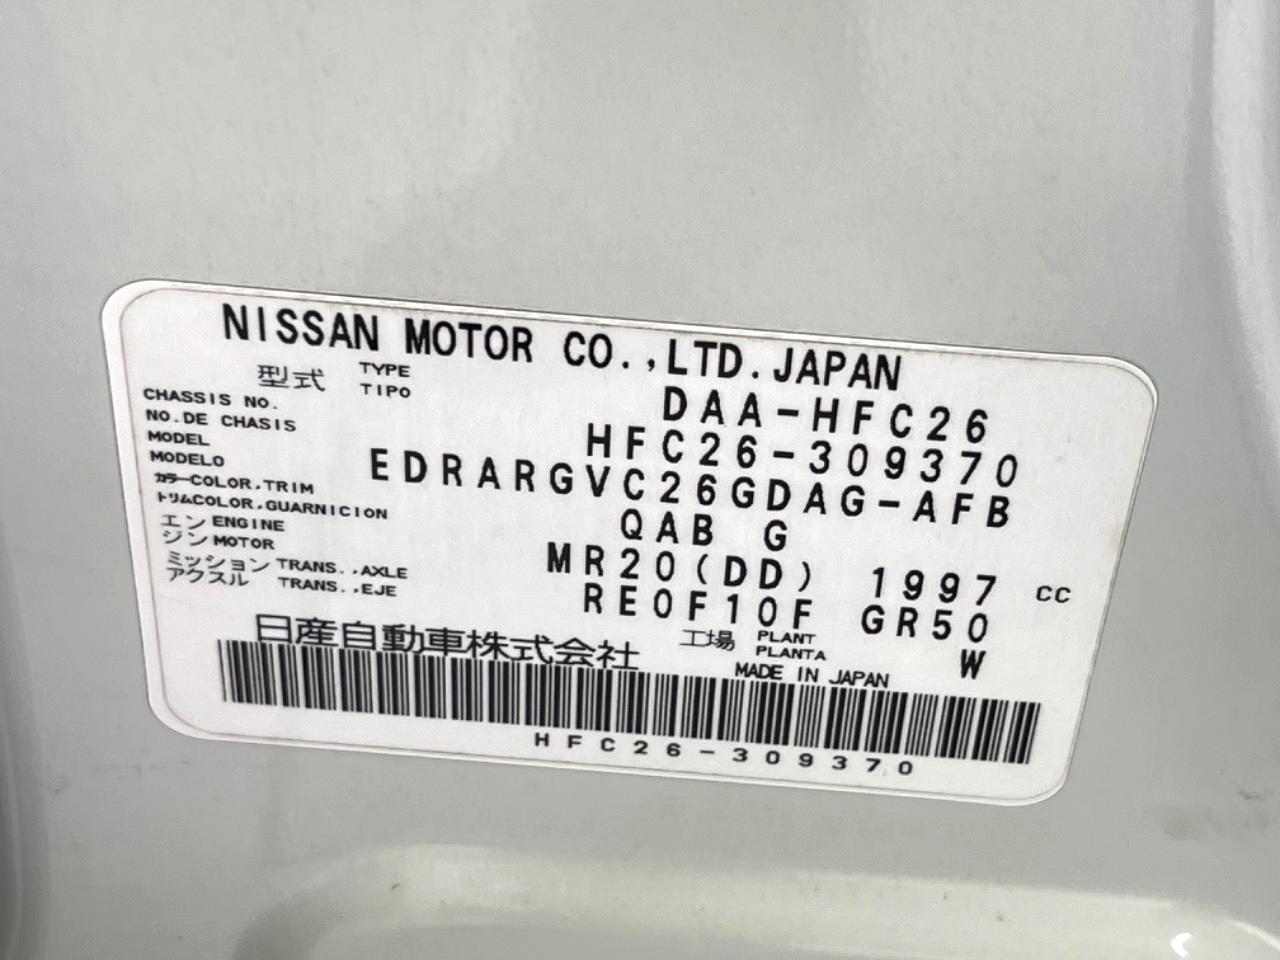 NISSAN MOTOR CO.,LTD.JAPAN
型式 TYPE TIPO DAA-HFC26
CHASSIS NO.
NO.DE CHASIS HFC26-309370
MODEL
MODELO EDRARGVC26GDAG-AFB
カラーCOLOR,TRIM
トリムCOLOR,GUARNICION QAB G
エン ENGINE
ジン MOTOR MR20(DD) 1997 CC
ミッション TRANS.,AXLE
アクスル TRANS.,EJE RE0F10F GR50
日産自動車株式会社 工場 PLANT PLANTA W
MADE IN JAPAN
HFC26-309370